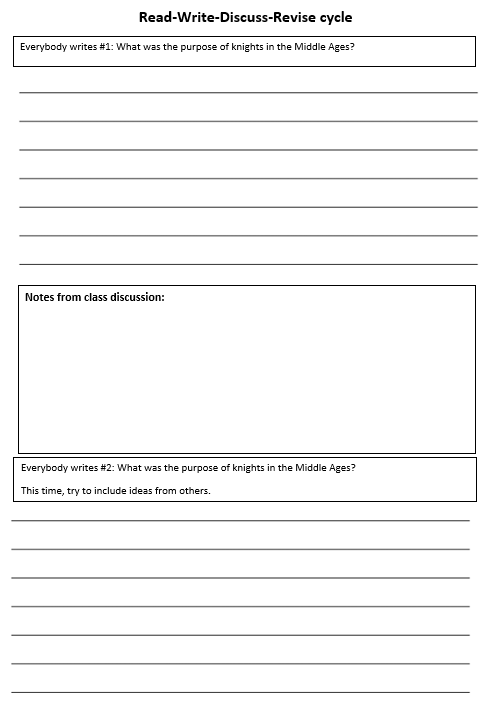 Read-Write-Discuss-Revise cycle
Everybody writes #1: What was the purpose of knights in the Middle Ages?
Notes from class discussion:
Everybody writes #2: What was the purpose of knights in the Middle Ages?
This time, try to include ideas from others.